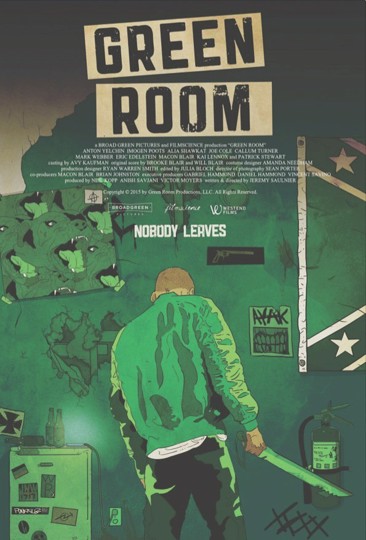 GREEN
ROOM
a BROAD GREEN PICTURES and FILMSCIENCE production "GREEN ROOM"
ANTON YELCHIN IMOGEN POOTS ALIA SHAWKAT JOE COLE CALLUM TURNER
MARK WEBBER ERIC EDELSTEIN MACON BLAIR KAI LENNOX and PATRICK STEWART
casting by AVY KAUFMAN original score by BROOKE BLAIR and WILL BLAIR costume designer AMANDA NEEDHAM
production designer RYAN WARREN SMITH edited by JULIA BLOCH director of photography SEAN PORTER
co-producers MACON BLAIR BRIAN JOHNSTON executive producers GABRIEL HAMMOND DANIEL HAMMOND VINCENT
produced by NEIL KOPP ANISH SAVJANI VICTOR MOYERS written & directed by JEREMY SAULNIER
Copyright © 2015 by Green Room Productions, LLC. All Rights Reserved.
BROADGREEN
PICTURES
filmscience
WESTEND
FILMS
NOBODY LEAVES